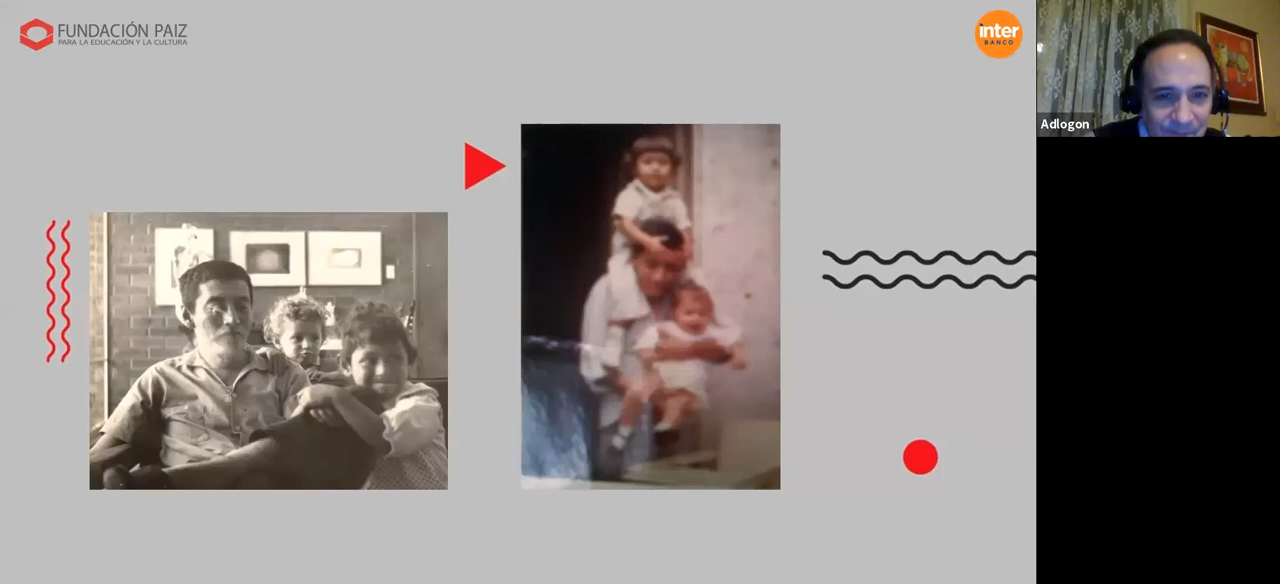 FUNDACIÓN PAIZ
PARA LA EDUCACIÓN Y LA CULTURA
inter
BANCO
Adlogon